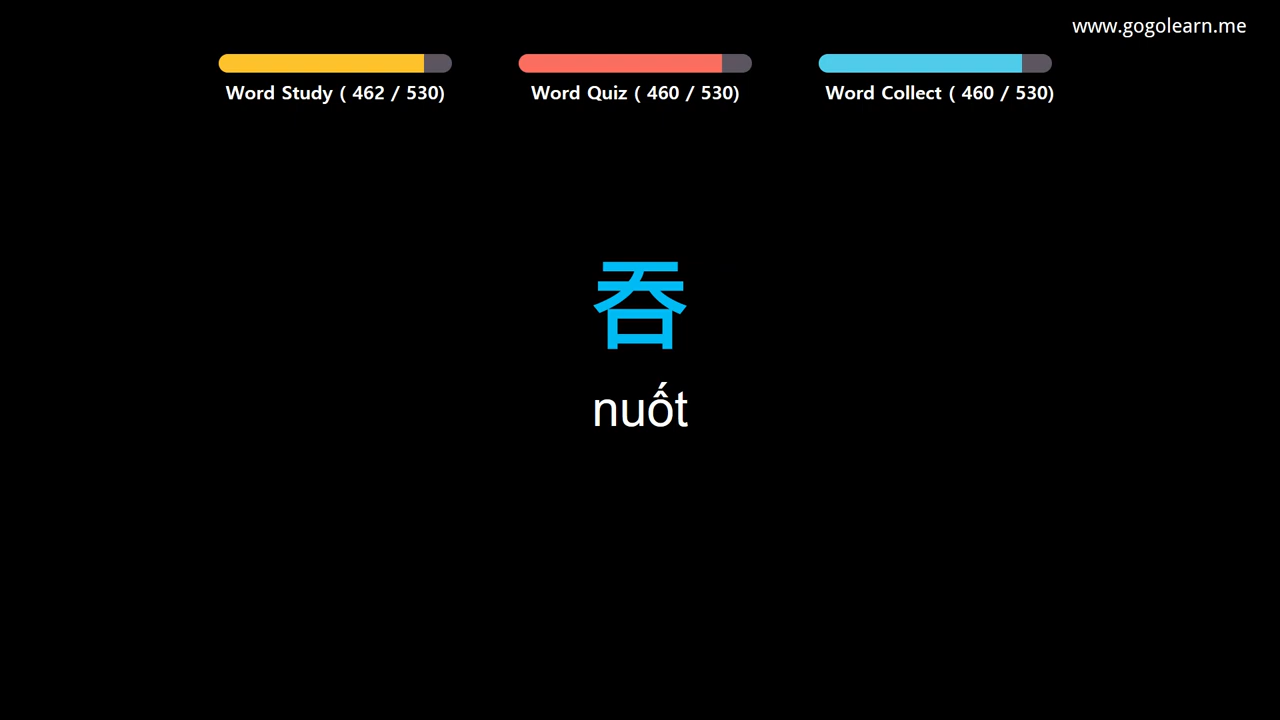 www.gogolearn.me
Word Study ( 462 / 530)
Word Quiz ( 460 / 530)
Word Collect ( 460 / 530)
吞
nuốt